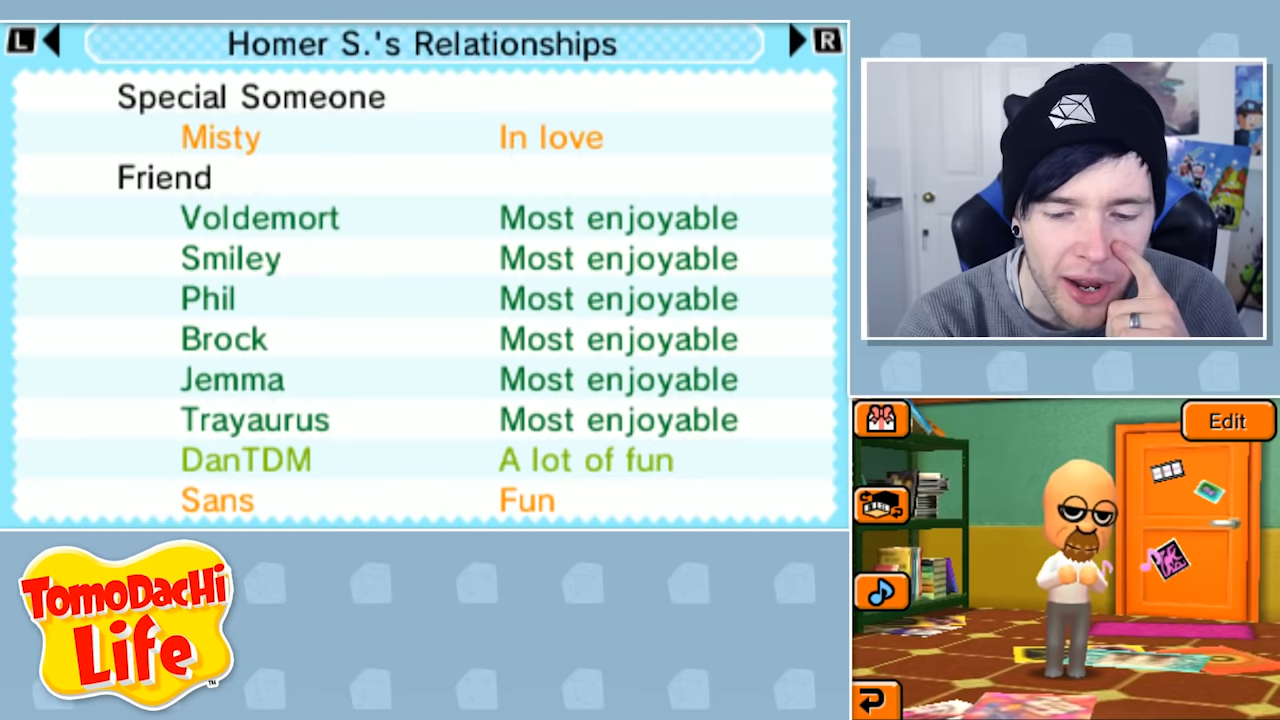 L
Homer S.'s Relationships
R
Special Someone
Misty In love
Friend
Voldemort Most enjoyable
Smiley Most enjoyable
Phil Most enjoyable
Brock Most enjoyable
Jemma Most enjoyable
Trayaurus Most enjoyable
DanTDM A lot of fun
Sans Fun
Edit
TOMODACHI
Life
TM